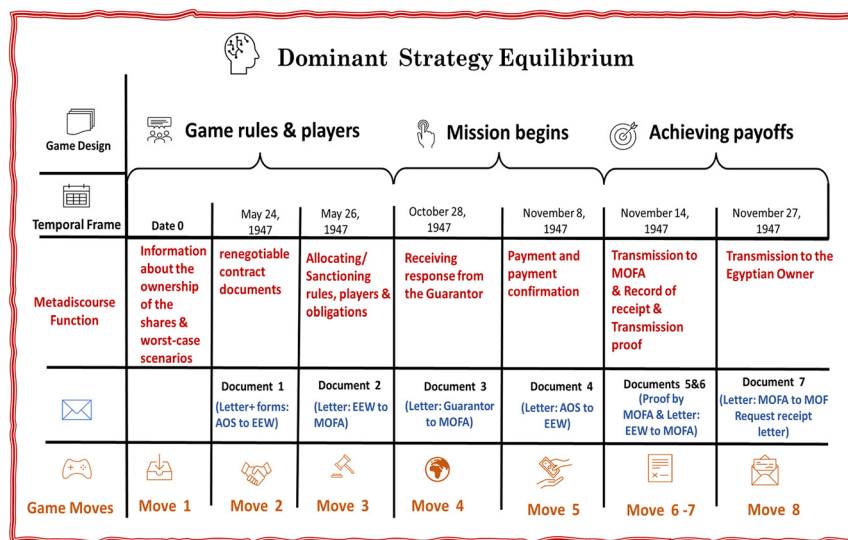 Dominant Strategy Equilibrium
Game Design
Game rules & players
Mission begins
Achieving payoffs
Temporal Frame
Date 0
May 24,
1947
May 26,
1947
October 28,
1947
November 8,
1947
November 14,
1947
November 27,
1947
Metadiscourse
Function
Information
about the
ownership
of the
shares &
worst-case
scenarios
renegotiable
contract
documents
Allocating/
Sanctioning
rules, players &
obligations
Receiving
response from
the Guarantor
Payment and
payment
confirmation
Transmission to
MOFA
& Record of
receipt &
Transmission
proof
Transmission to the
Egyptian Owner
Document 1
(Letter+ forms:
AOS to EEW)
Document 2
(Letter: EEW to
MOFA)
Document 3
(Letter: Guarantor
to MOFA)
Document 4
(Letter: AOS to
EEW)
Documents 5&6
(Proof by
MOFA & Letter:
EEW to MOFA)
Document 7
(Letter: MOFA to MOF
Request receipt
letter)
Game Moves
Move 1
Move 2
Move 3
Move 4
Move 5
Move 6 -7
Move 8